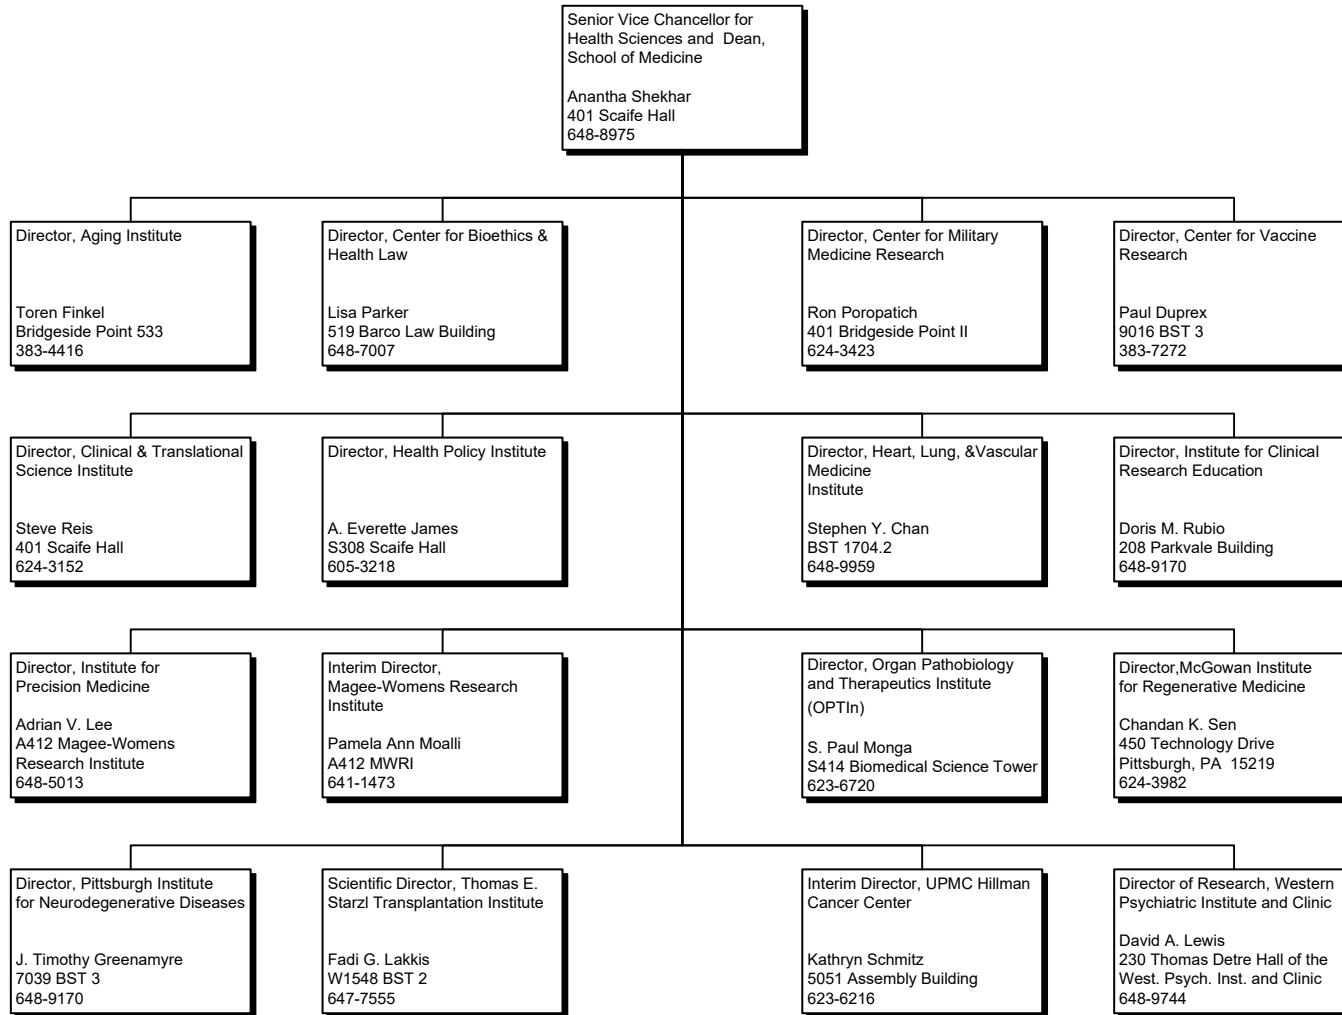 Senior Vice Chancellor for
Health Sciences and  Dean,
School of Medicine
Anantha Shekhar
401 Scaife Hall
648-8975
Director, Aging Institute
Toren Finkel
Bridgeside Point 533
383-4416
Director, Center for Bioethics &
Health Law
Lisa Parker
519 Barco Law Building
648-7007
Director, Center for Military
Medicine Research
Ron Poropatich
401 Bridgeside Point II
624-3423
Director, Center for Vaccine
Research
Paul Duprex
9016 BST 3
383-7272
Director, Clinical & Translational
Science Institute
Steve Reis
401 Scaife Hall
624-3152
Director, Health Policy Institute
A. Everette James
S308 Scaife Hall
605-3218
Director, Heart, Lung, &Vascular
Medicine
Institute
Stephen Y. Chan
BST 1704.2
648-9959
Director, Institute for Clinical
Research Education
Doris M. Rubio
208 Parkvale Building
648-9170
Director, Institute for
Precision Medicine
Adrian V. Lee
A412 Magee-Womens
Research Institute
648-5013
Interim Director,
Magee-Womens Research
Institute
Pamela Ann Moalli
A412 MWRI
641-1473
Director, Organ Pathobiology
and Therapeutics Institute
(OPTIn)
S. Paul Monga
S414 Biomedical Science Tower
623-6720
Director,McGowan Institute
for Regenerative Medicine
Chandan K. Sen
450 Technology Drive
Pittsburgh, PA  15219
624-3982
Director, Pittsburgh Institute
for Neurodegenerative Diseases
J. Timothy Greenamyre
7039 BST 3
648-9170
Scientific Director, Thomas E.
Starzl Transplantation Institute
Fadi G. Lakkis
W1548 BST 2
647-7555
Interim Director, UPMC Hillman
Cancer Center
Kathryn Schmitz
5051 Assembly Building
623-6216
Director of Research, Western
Psychiatric Institute and Clinic
David A. Lewis
230 Thomas Detre Hall of the
West. Psych. Inst. and Clinic
648-9744